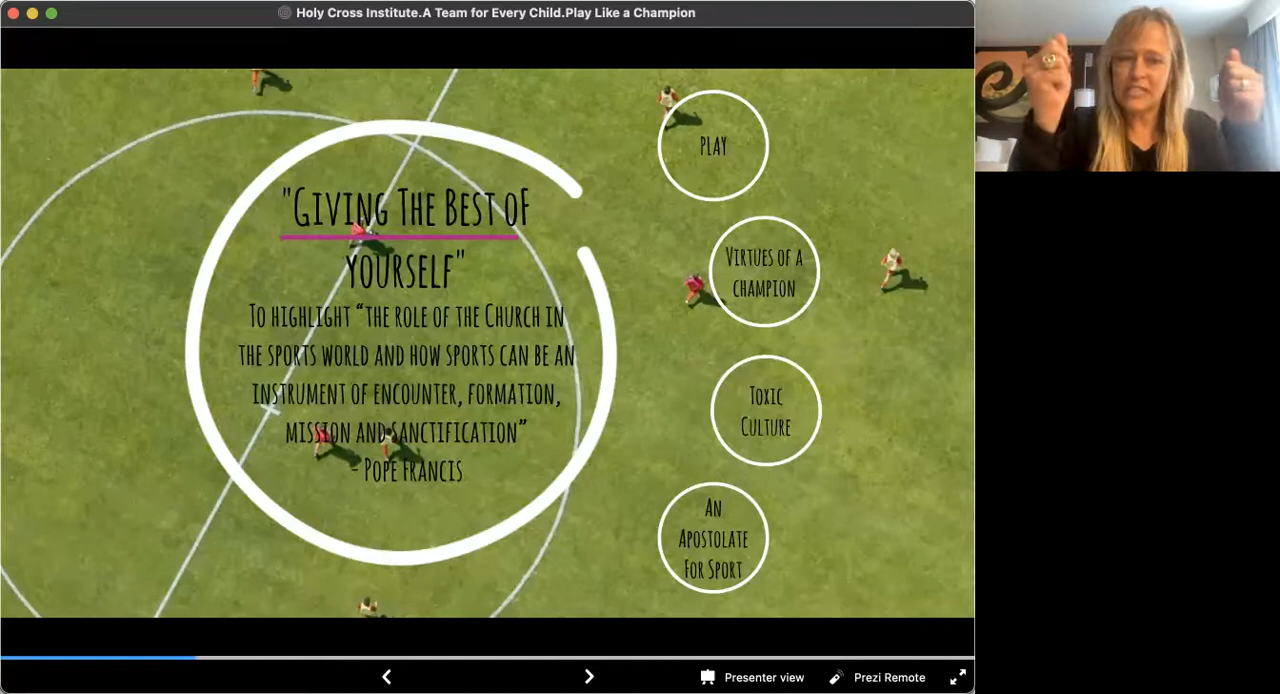 Holy Cross Institute.A Team for Every Child.Play Like a Champion
"Giving The Best of
yourself"
To highlight “the role of the Church in
the sports world and how sports can be an
instrument of encounter, formation,
mission and sanctification”
- Pope Francis
Play
Virtues of a
champion
Toxic
Culture
An
Apostolate
For Sport
Presenter view
Prezi Remote